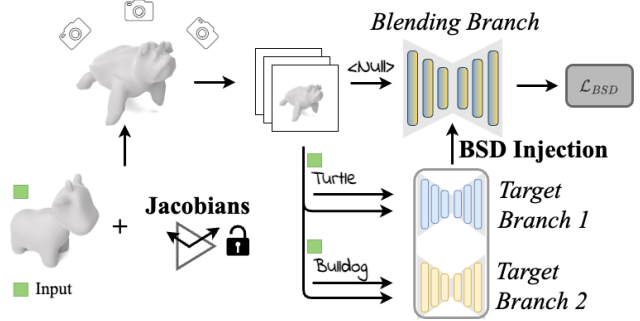 Blending Branch
<Null>
L_BSD
BSD Injection
Turtle
Target
Branch 1
Jacobians
+
Input
Bulldog
Target
Branch 2